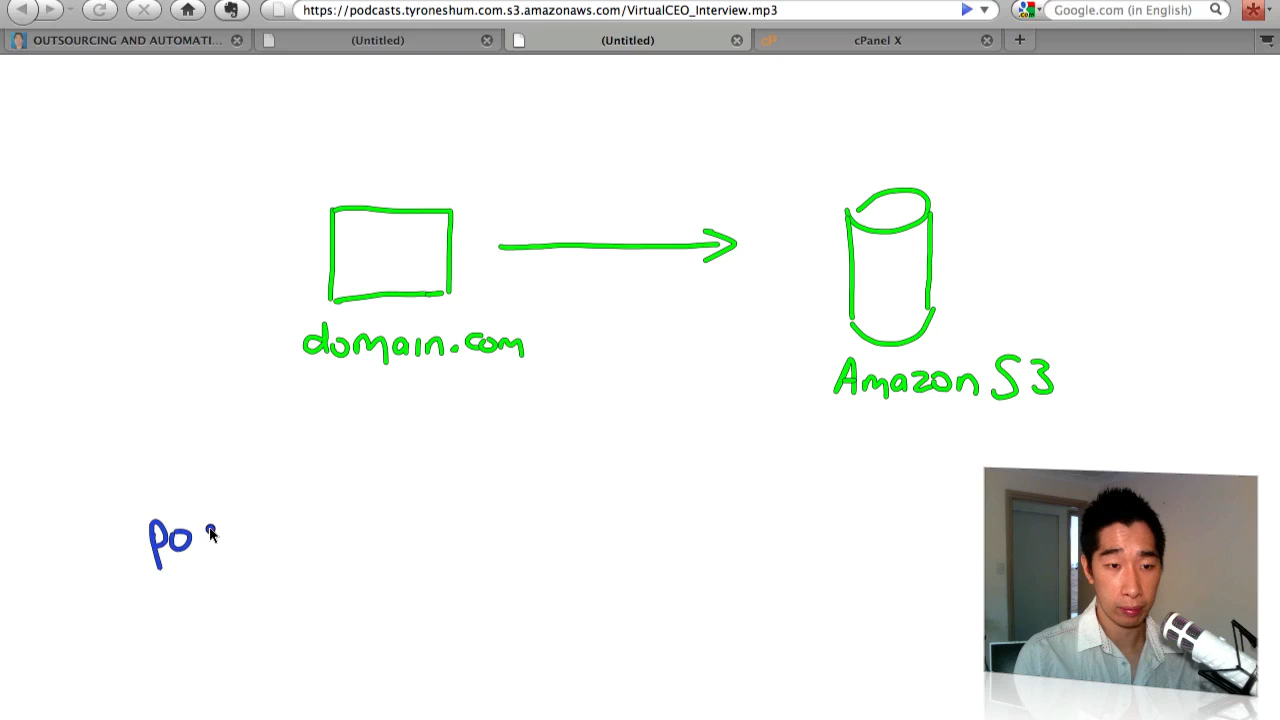 https://podcasts.tyroneshum.com.s3.amazonaws.com/VirtualCEO_Interview.mp3
Google.com (in English)
OUTSOURCING AND AUTOMATI...
(Untitled)
(Untitled)
cP
cPanel X
domain.com
Amazon S3
po